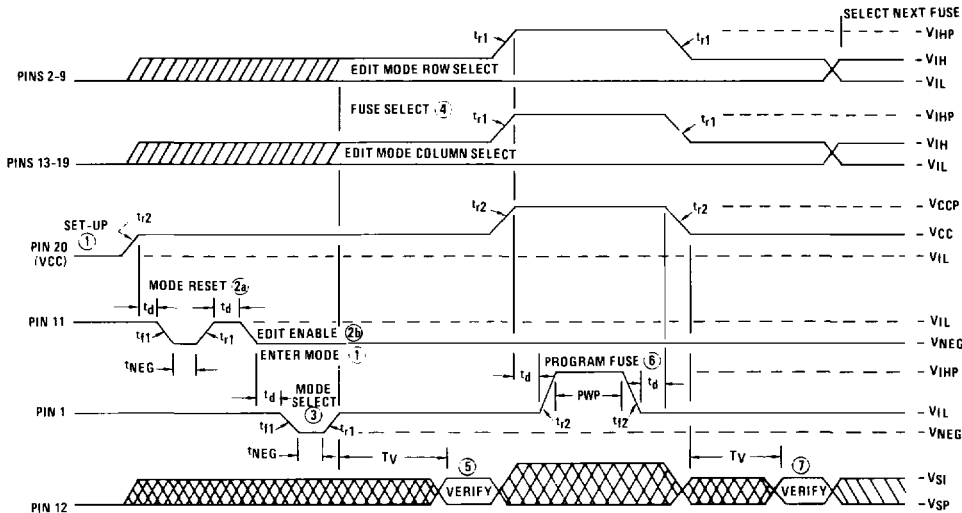 SELECT NEXT FUSE
tr1 tr1 VIHP
VIH
PINS 2-9 EDIT MODE ROW SELECT
VIL
FUSE SELECT 4
tr1 tr1 VIHP
VIH
PINS 13-19 EDIT MODE COLUMN SELECT
VIL
tr2 tr2 VCCP
SET-UP tr2
1
VCC
PIN 20
(VCC)
VIL
MODE RESET 2a
td td
PIN 11 VIL
tf1 tr1 EDIT ENABLE 2b
VNEG
tNEG ENTER MODE 1 PROGRAM FUSE 6
VIHP
td MODE SELECT td td
3 PWP
PIN 1 VIL
tf1 tr1 tr2 tf2
VNEG
tNEG TV 5 TV 7
VSI
VERIFY VERIFY
PIN 12 VSP